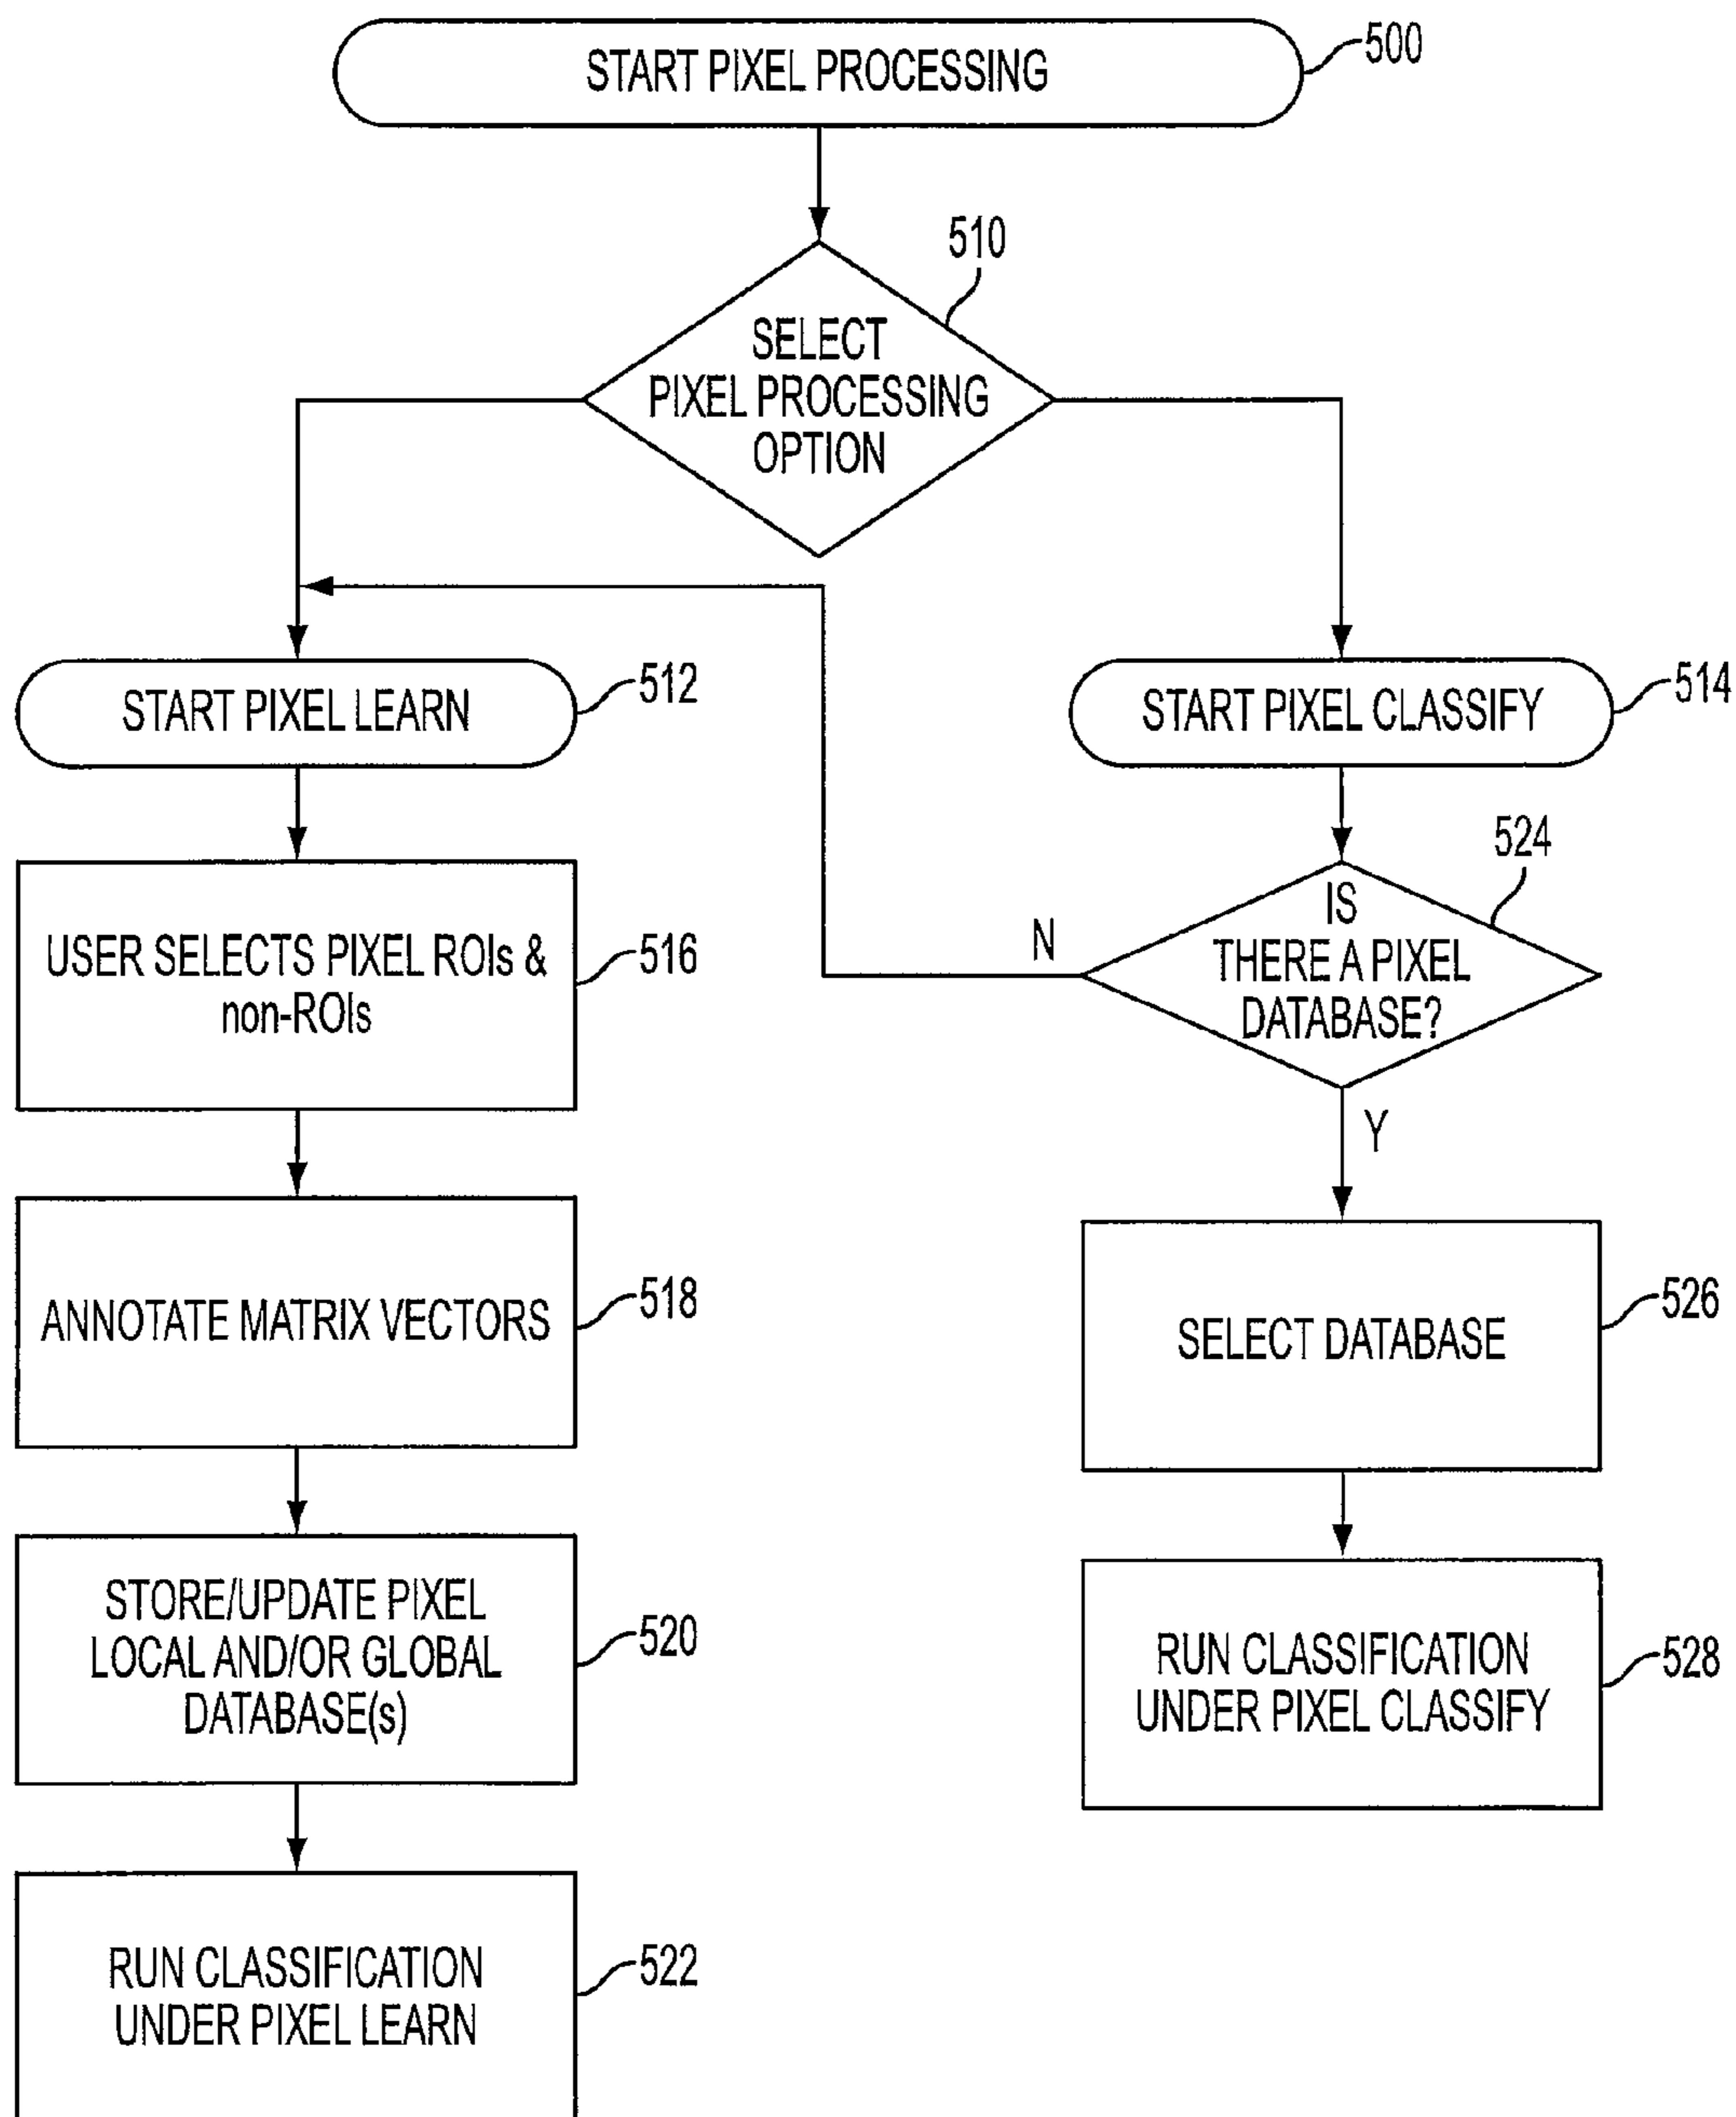 START PIXEL PROCESSING
500
510
SELECT
PIXEL PROCESSING
OPTION
START PIXEL LEARN
512
START PIXEL CLASSIFY
514
524
IS
THERE A PIXEL
DATABASE?
N
Y
USER SELECTS PIXEL ROIs &
non-ROIs
516
ANNOTATE MATRIX VECTORS
518
SELECT DATABASE
526
STORE/UPDATE PIXEL
LOCAL AND/OR GLOBAL
DATABASE(s)
520
RUN CLASSIFICATION
UNDER PIXEL CLASSIFY
528
RUN CLASSIFICATION
UNDER PIXEL LEARN
522